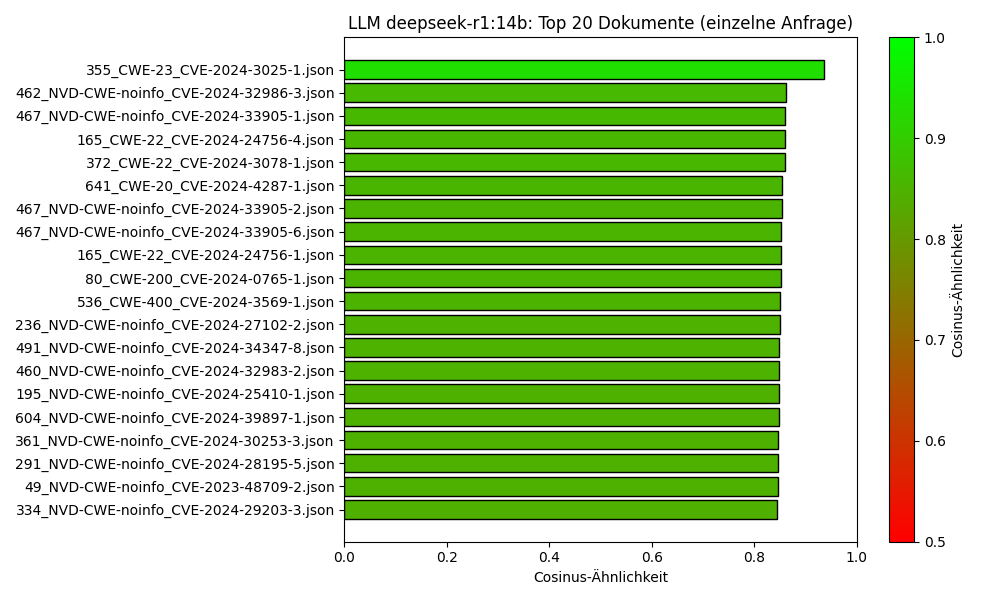 LLM deepseek-r1:14b: Top 20 Dokumente (einzelne Anfrage)
355_CWE-23_CVE-2024-3025-1.json
462_NVD-CWE-noinfo_CVE-2024-32986-3.json
467_NVD-CWE-noinfo_CVE-2024-33905-1.json
165_CWE-22_CVE-2024-24756-4.json
372_CWE-22_CVE-2024-3078-1.json
641_CWE-20_CVE-2024-4287-1.json
467_NVD-CWE-noinfo_CVE-2024-33905-2.json
467_NVD-CWE-noinfo_CVE-2024-33905-6.json
165_CWE-22_CVE-2024-24756-1.json
80_CWE-200_CVE-2024-0765-1.json
536_CWE-400_CVE-2024-3569-1.json
236_NVD-CWE-noinfo_CVE-2024-27102-2.json
491_NVD-CWE-noinfo_CVE-2024-34347-8.json
460_NVD-CWE-noinfo_CVE-2024-32983-2.json
195_NVD-CWE-noinfo_CVE-2024-25410-1.json
604_NVD-CWE-noinfo_CVE-2024-39897-1.json
361_NVD-CWE-noinfo_CVE-2024-30253-3.json
291_NVD-CWE-noinfo_CVE-2024-28195-5.json
49_NVD-CWE-noinfo_CVE-2023-48709-2.json
334_NVD-CWE-noinfo_CVE-2024-29203-3.json
0.0 0.2 0.4 0.6 0.8 1.0
Cosinus-Ähnlichkeit
1.0
0.9
0.8
0.7
0.6
0.5
Cosinus-Ähnlichkeit